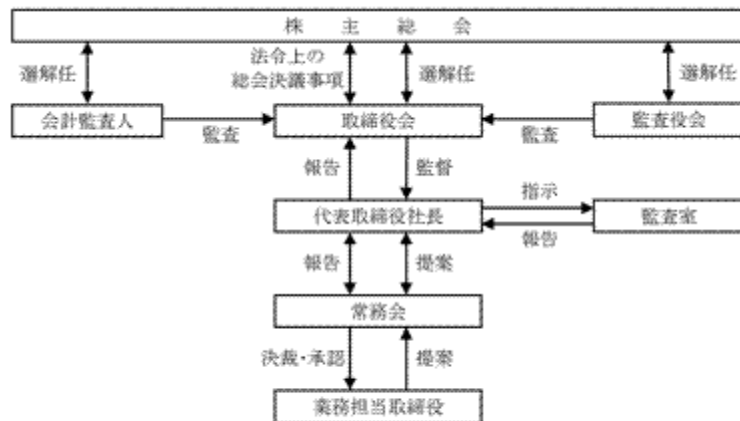 株主総会
選解任
法令上の
総会決議事項
選解任
選解任
会計監査人
監査
取締役会
監査
監査役会
報告
監督
指示
代表取締役社長
監査室
報告
報告
提案
常務会
決裁・承認
提案
業務担当取締役